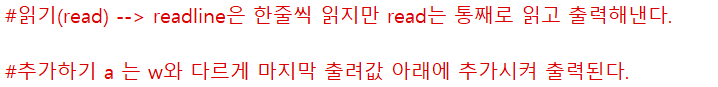 #읽기(read) --> readline은 한줄씩 읽지만 read는 통째로 읽고 출력해낸다.
#추가하기 a 는 w와 다르게 마지막 출려값 아래에 추가시켜 출력된다.